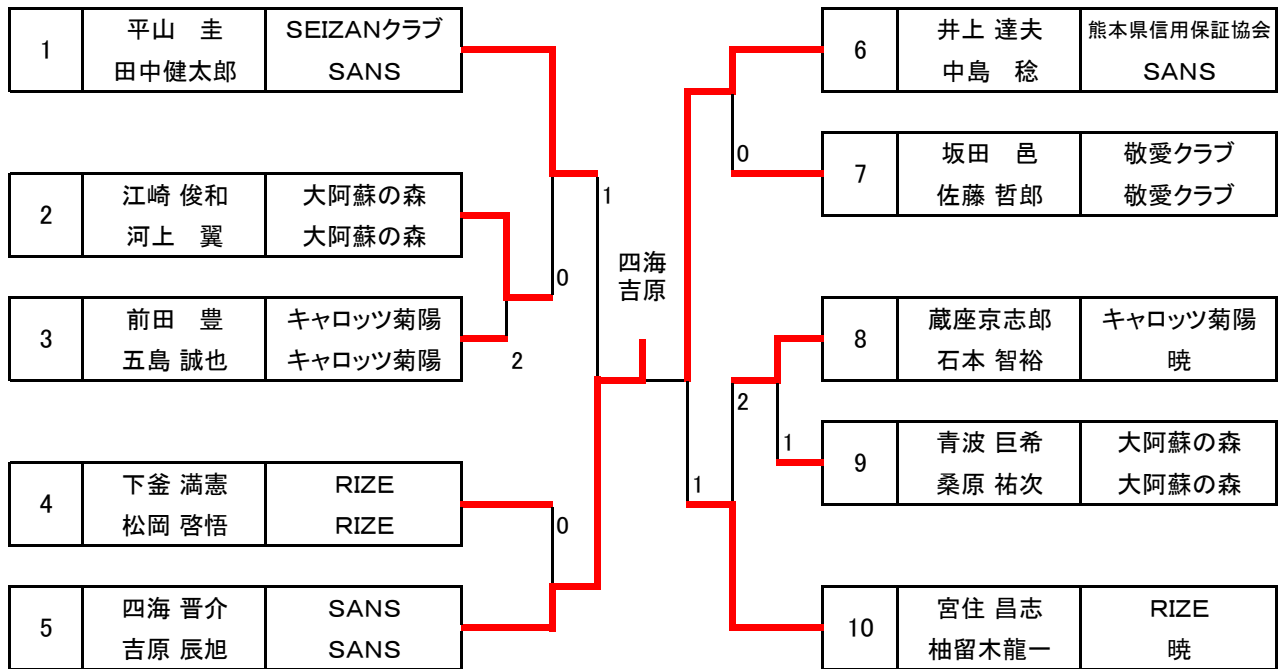 1 平山　圭 SEIZANクラブ
田中健太郎 SANS
2 江崎 俊和 大阿蘇の森
河上　翼 大阿蘇の森
3 前田　豊 キャロッツ菊陽
五島 誠也 キャロッツ菊陽
4 下釜 満憲 RIZE
松岡 啓悟 RIZE
5 四海 晋介 SANS
吉原 辰旭 SANS
0
2
0
1
四海
吉原
6 井上 達夫 熊本県信用保証協会
中島　稔 SANS
7 坂田　邑 敬愛クラブ
佐藤 哲郎 敬愛クラブ
8 蔵座京志郎 キャロッツ菊陽
石本 智裕 暁
9 青波 巨希 大阿蘇の森
桑原 祐次 大阿蘇の森
10 宮住 昌志 RIZE
柚留木龍一 暁
0
2
1
1